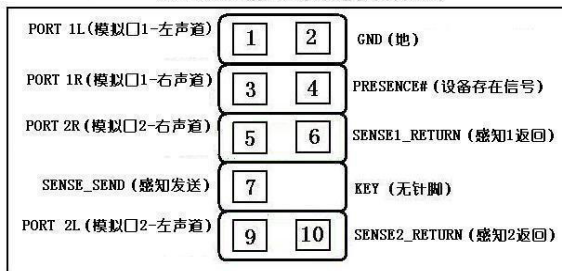 PORT 1L(模拟口1-左声道) 1 2 GND(地)
PORT 1R(模拟口1-右声道) 3 4 PRESENCE#(设备存在信号)
PORT 2R(模拟口2-右声道) 5 6 SENSE1_RETURN(感知1返回)
SENSE_SEND(感知发送) 7 KEY(无针脚)
PORT 2L(模拟口2-左声道) 9 10 SENSE2_RETURN(感知2返回)